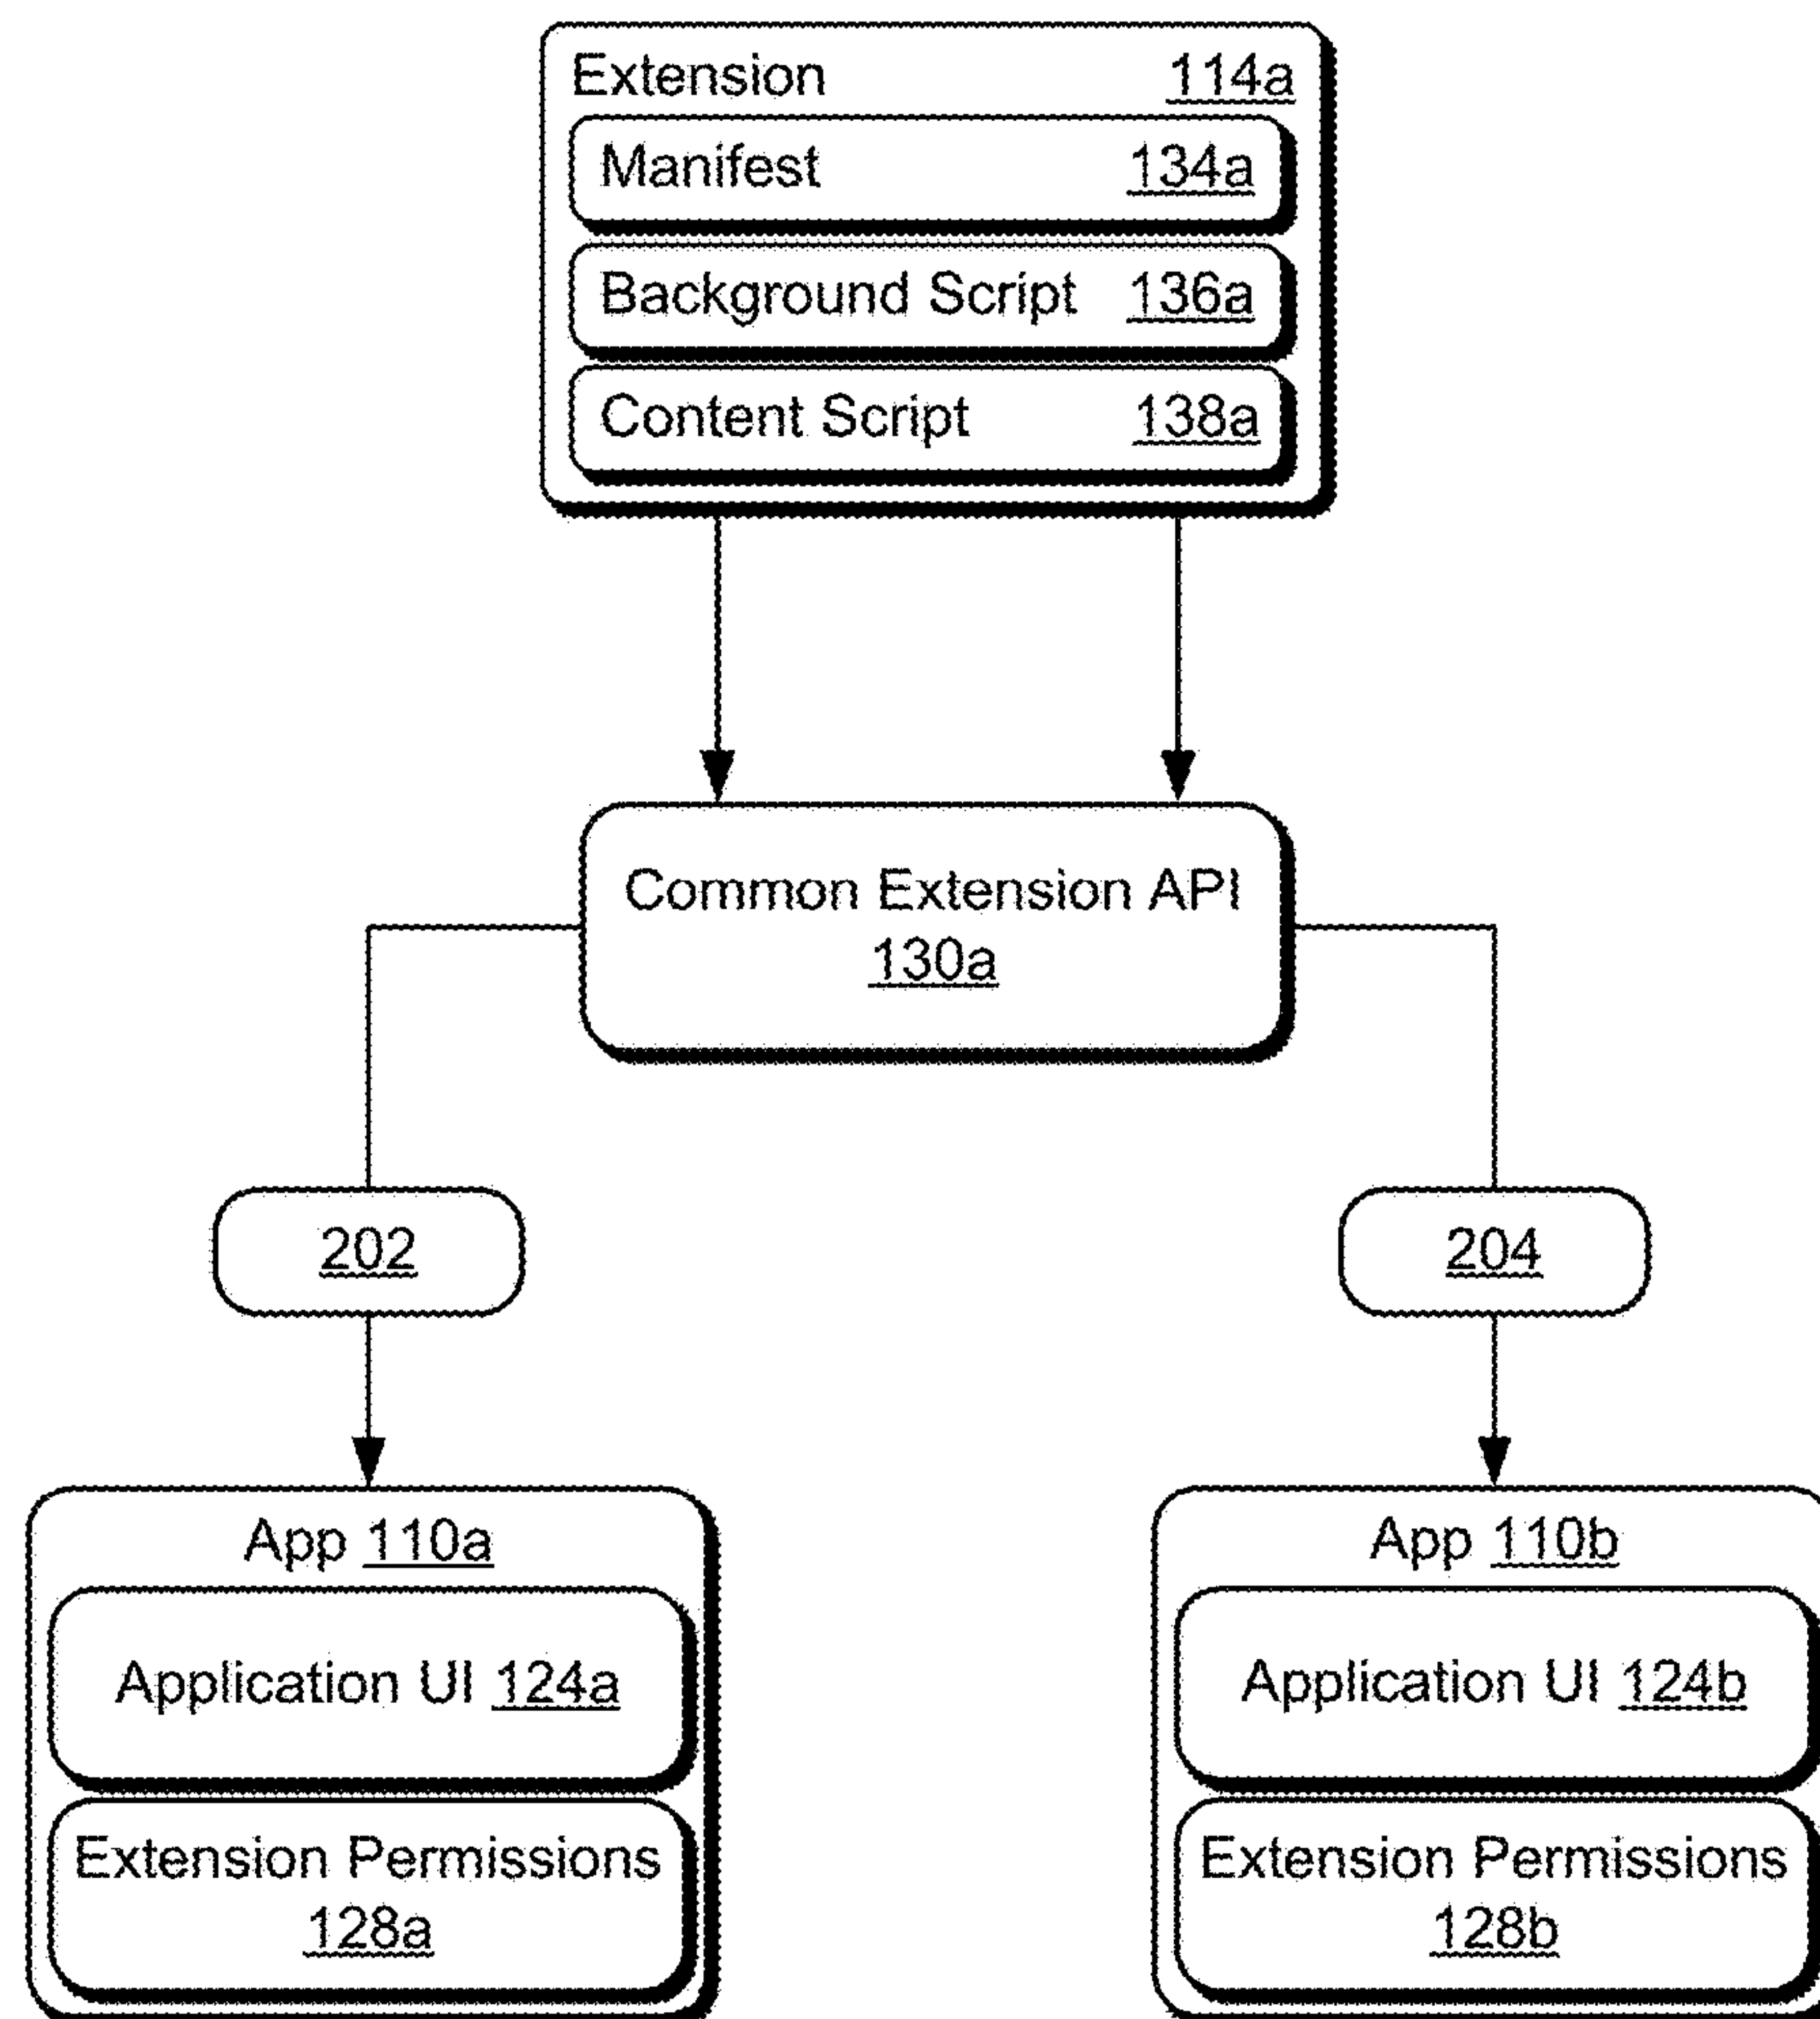 Extension 114a
Manifest 134a
Background Script 136a
Content Script 138a
Common Extension API
130a
202
204
App 110a
Application UI 124a
Extension Permissions
128a
App 110b
Application UI 124b
Extension Permissions
128b